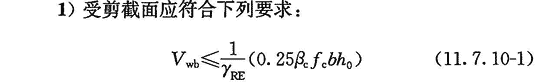 1) 受剪截面应符合下列要求：
V_wb ≤ \frac{1}{γ_RE}(0.25β_c f_c b h_0) (11.7.10-1)